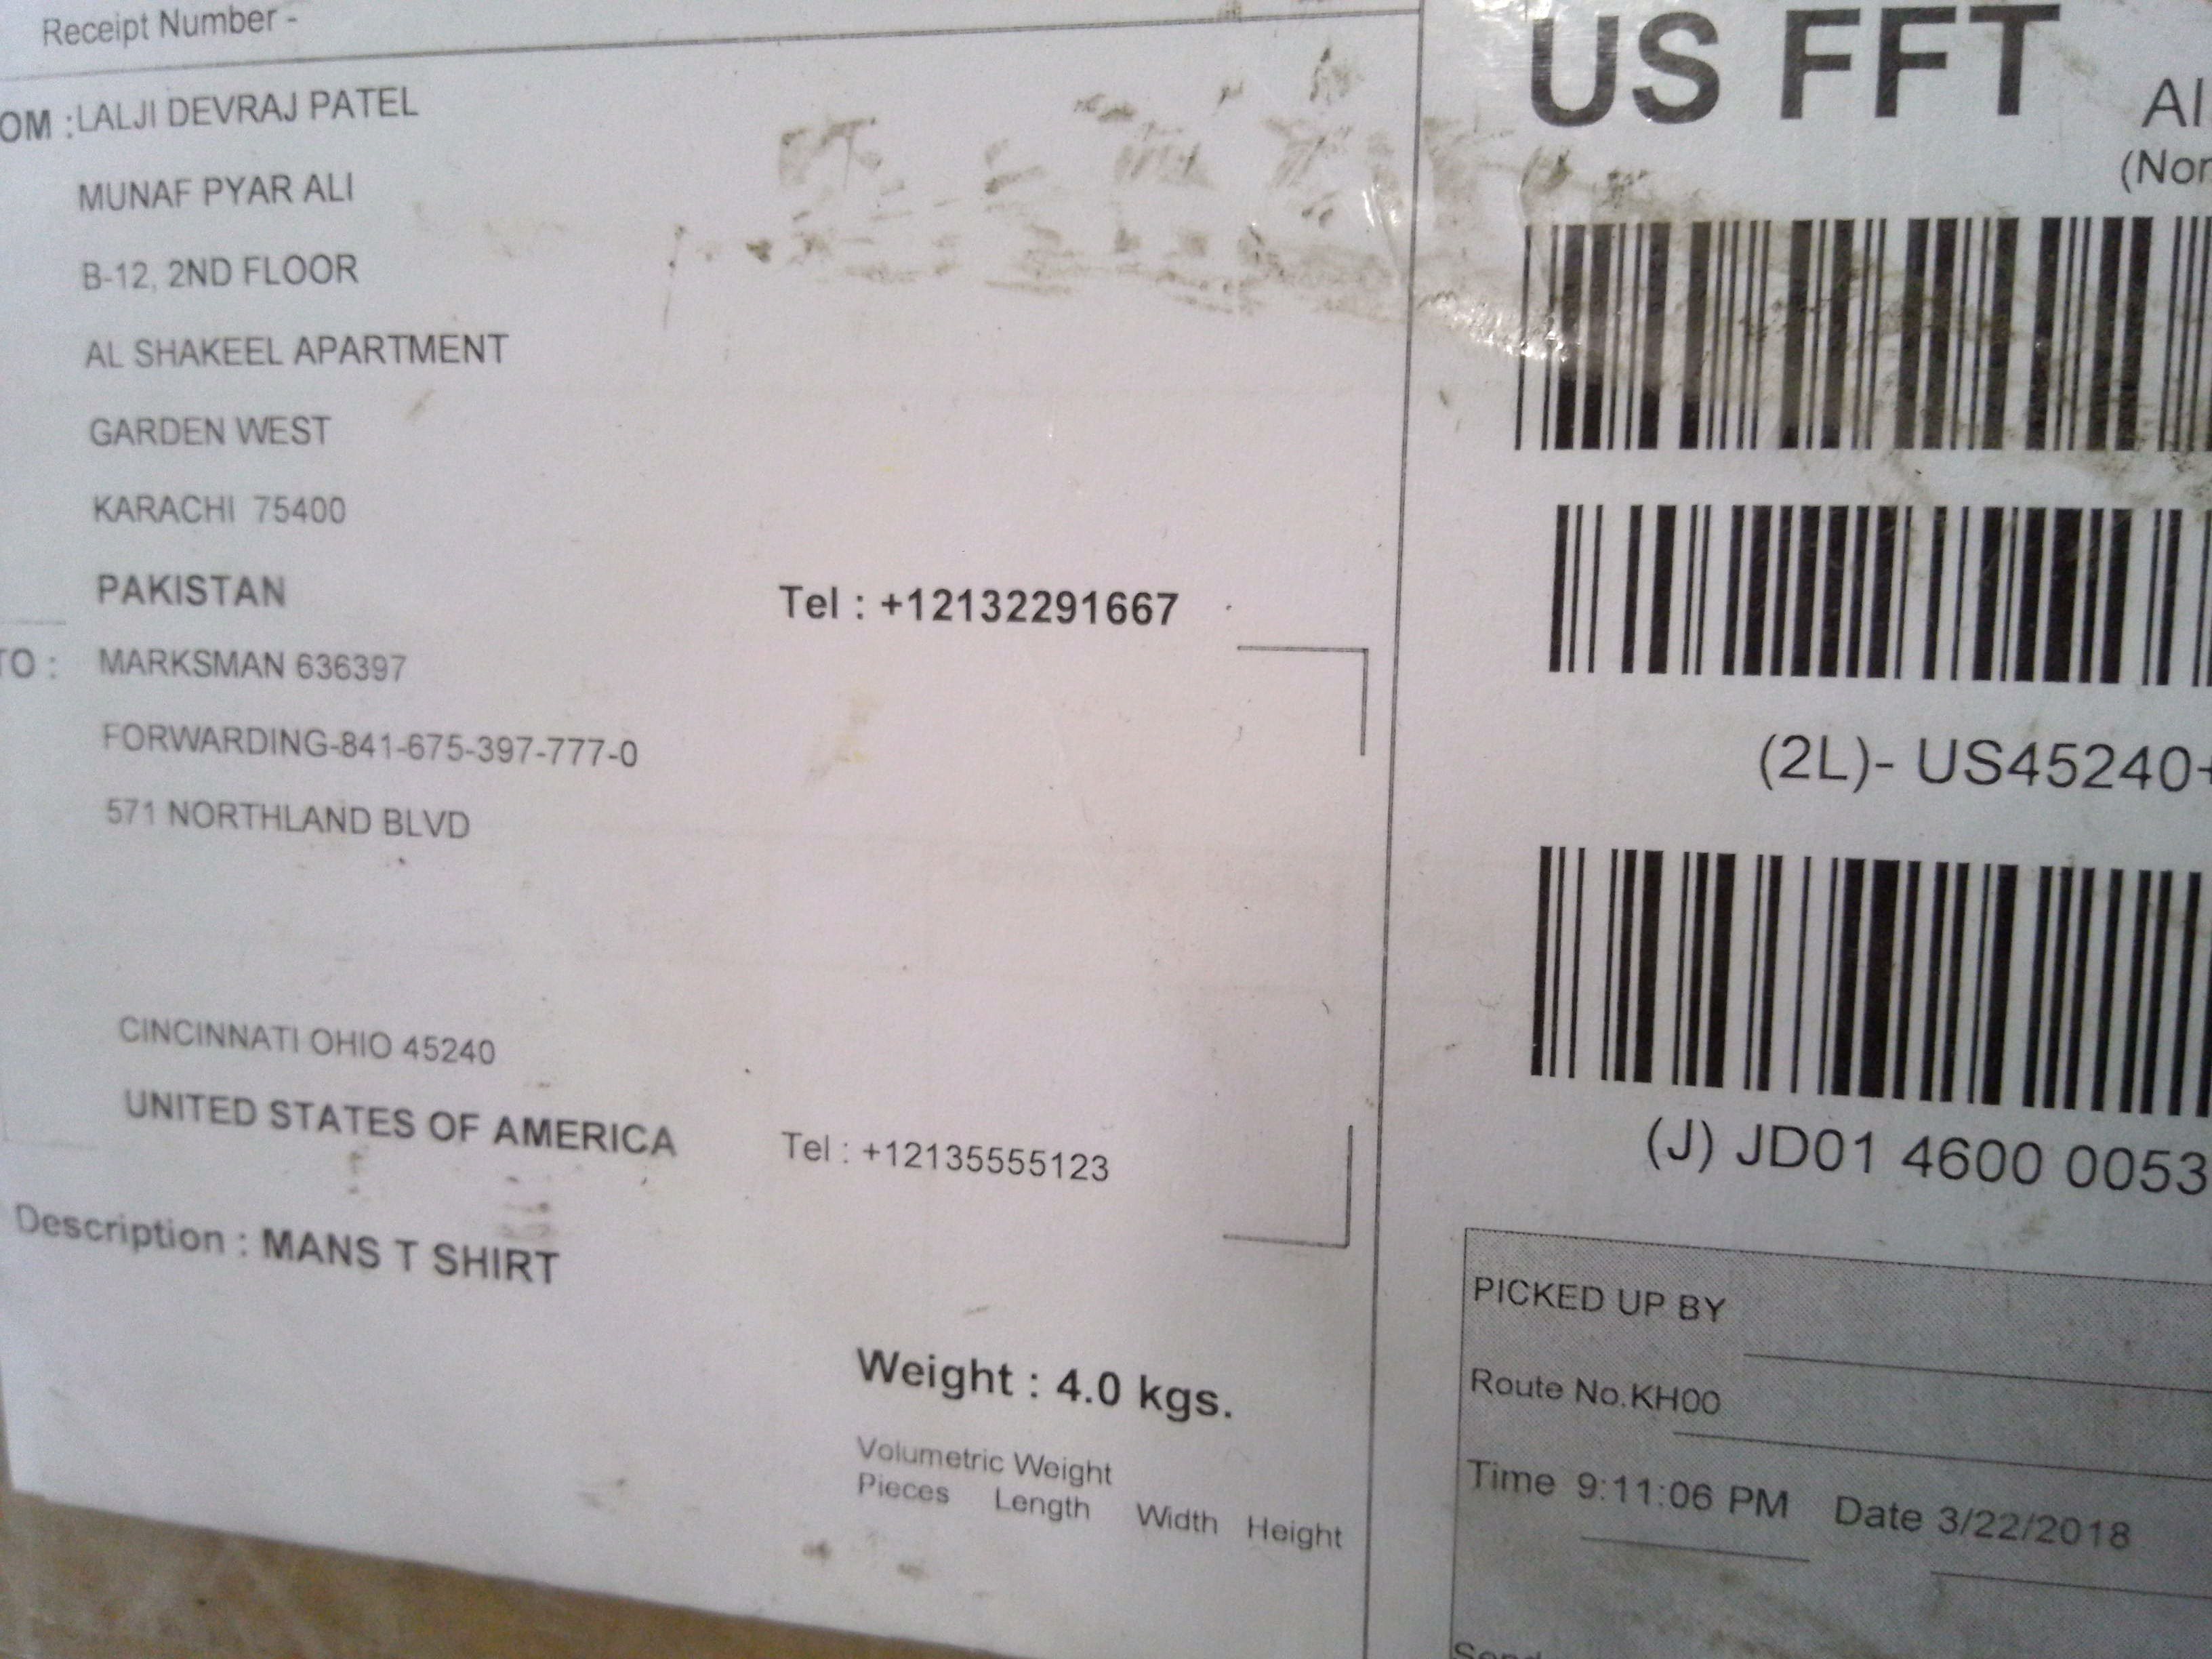 Receipt Number -
OM : LALJI DEVRAJ PATEL
MUNAF PYAR ALI
B-12, 2ND FLOOR
AL SHAKEEL APARTMENT
GARDEN WEST
KARACHI 75400
PAKISTAN
Tel : +12132291667
TO : MARKSMAN 636397
FORWARDING-841-675-397-777-0
571 NORTHLAND BLVD
CINCINNATI OHIO 45240
UNITED STATES OF AMERICA
Tel : +12135555123
Description : MANS T SHIRT
Weight : 4.0 kgs.
Volumetric Weight
Pieces Length Width Height
US FFT
(2L)- US45240+
(J) JD01 4600 0053
PICKED UP BY
Route No.KH00
Time 9:11:06 PM Date 3/22/2018